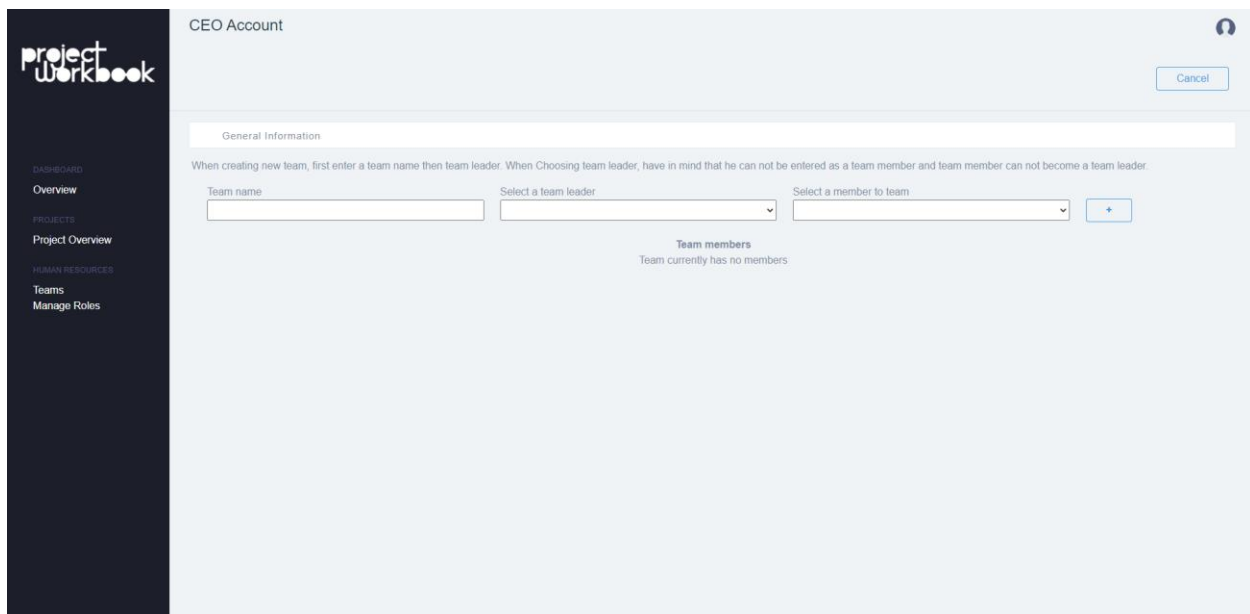 CEO Account
project
workbook
Cancel
General Information
When creating new team, first enter a team name then team leader. When Choosing team leader, have in mind that he can not be entered as a team member and team member can not become a team leader.
DASHBOARD
Overview
PROJECTS
Project Overview
HUMAN RESOURCES
Teams
Manage Roles
Team name
Select a team leader
Select a member to team
+
Team members
Team currently has no members